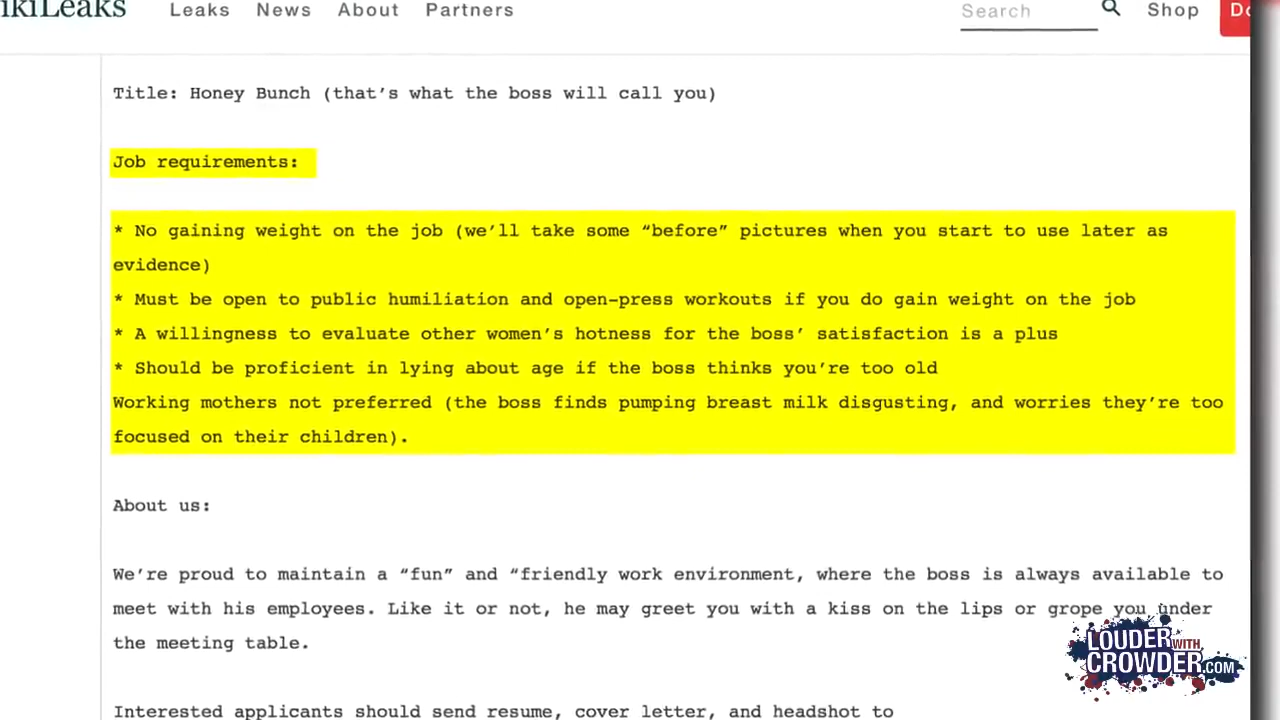 ikiLeaks Leaks News About Partners Search Shop Do
Title: Honey Bunch (that's what the boss will call you)
Job requirements:
* No gaining weight on the job (we'll take some “before” pictures when you start to use later as
evidence)
* Must be open to public humiliation and open-press workouts if you do gain weight on the job
* A willingness to evaluate other women's hotness for the boss’ satisfaction is a plus
* Should be proficient in lying about age if the boss thinks you're too old
Working mothers not preferred (the boss finds pumping breast milk disgusting, and worries they're too
focused on their children).
About us:
We're proud to maintain a “fun” and “friendly work environment, where the boss is always available to
meet with his employees. Like it or not, he may greet you with a kiss on the lips or grope you under
the meeting table.
LOUDER WITH
CROWDER.COM
Interested applicants should send resume, cover letter, and headshot to